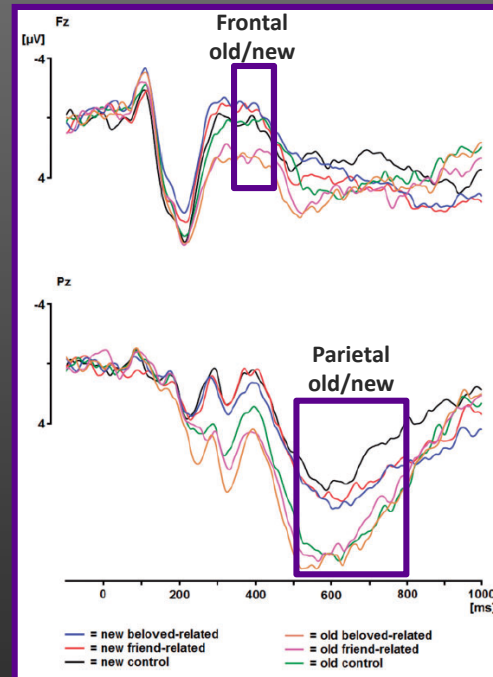 Fz
Frontal
old/new
[µV]
-4
4
Pz
-4
Parietal
old/new
4
0 200 400 600 800 1000
[ms]
= new beloved-related = old beloved-related
= new friend-related = old friend-related
= new control = old control